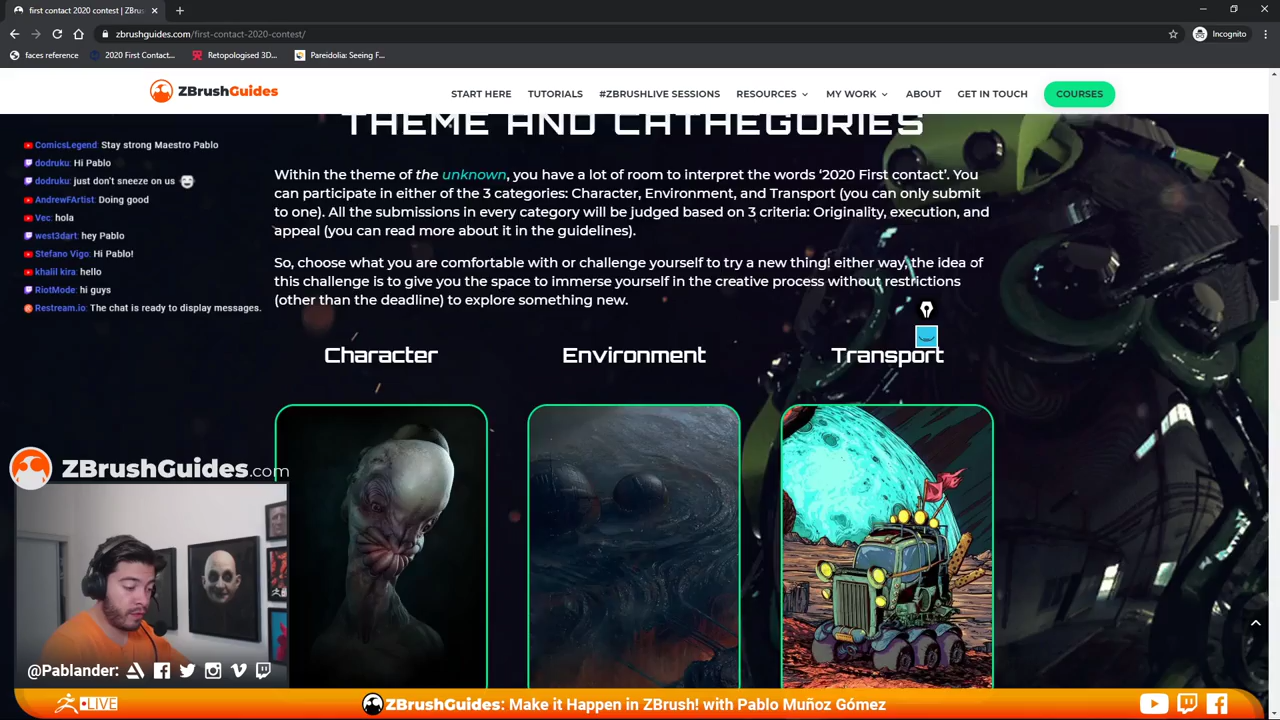 first contact 2020 contest | ZBrus
zbrushguides.com/first-contact-2020-contest/
Incognito
faces reference
2020 First Contact...
Retopologised 3D...
Pareidolia: Seeing F...
ZBrushGuides
START HERE
TUTORIALS
#ZBRUSHLIVE SESSIONS
RESOURCES
MY WORK
ABOUT
GET IN TOUCH
COURSES
THEME AND CATHEGORIES
Within the theme of the unknown, you have a lot of room to interpret the words ‘2020 First contact’. You
can participate in either of the 3 categories: Character, Environment, and Transport (you can only submit
to one). All the submissions in every category will be judged based on 3 criteria: Originality, execution, and
appeal (you can read more about it in the guidelines).
So, choose what you are comfortable with or challenge yourself to try a new thing! either way, the idea of
this challenge is to give you the space to immerse yourself in the creative process without restrictions
(other than the deadline) to explore something new.
Character
Environment
Transport
ComicsLegend: Stay strong Maestro Pablo
dodruku: Hi Pablo
dodruku: just don't sneeze on us
AndrewFArtist: Doing good
Vec: hola
west3dart: hey Pablo
Stefano Vigo: Hi Pablo!
khalil kira: hello
RiotMode: hi guys
Restream.io: The chat is ready to display messages.
ZBrushGuides.com
@Pablander:
LIVE
ZBrushGuides: Make it Happen in ZBrush! with Pablo Muñoz Gómez